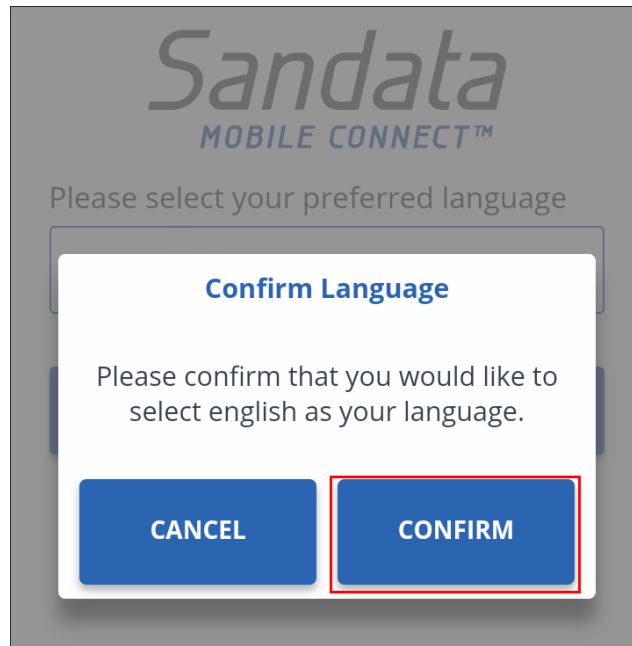 Sandata
MOBILE CONNECT™
Please select your preferred language
Confirm Language
Please confirm that you would like to
select english as your language.
CANCEL
CONFIRM